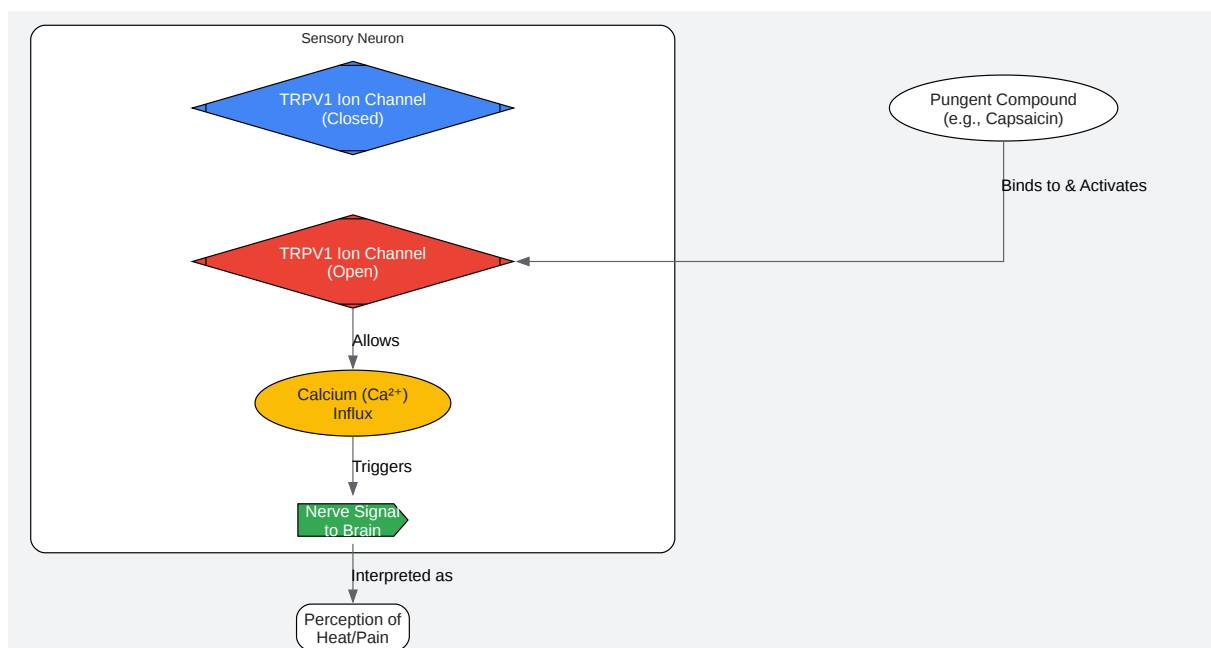 Sensory Neuron
TRPV1 Ion Channel
(Closed)
Pungent Compound
(e.g., Capsaicin)
Binds to & Activates
TRPV1 Ion Channel
(Open)
Allows
Calcium (Ca²⁺)
Influx
Triggers
Nerve Signal
to Brain
Interpreted as
Perception of
Heat/Pain